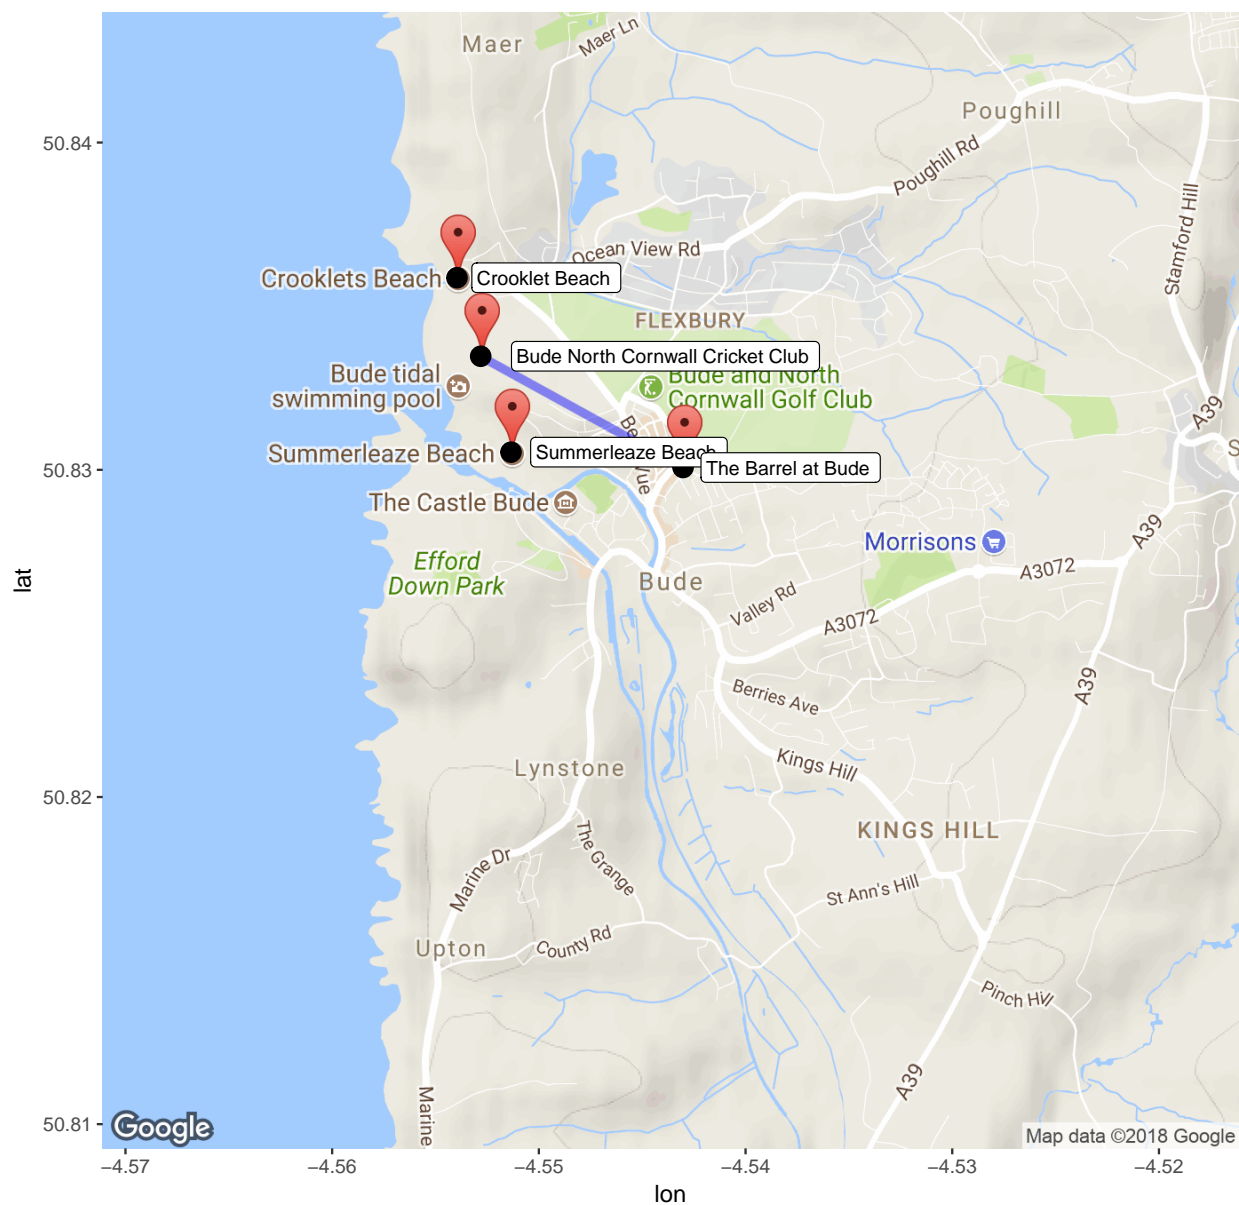 Maer
Maer Ln
Poughill
50.84
Poughill Rd
Stamford Hill
Ocean View Rd
Crooklets Beach
Crooklet Beach
FLEXBURY
Bude North Cornwall Cricket Club
Bude tidal
swimming pool
Bude and North
Cornwall Golf Club
A39
50.83
Summerleaze Beach
Summerleaze Beach
The Barrel at Bude
S
The Castle Bude
A39
Morrisons
Efford
Down Park
A3072
Bude
Valley Rd
A3072
lat
Berries Ave
A39
Lynstone
Kings Hill
50.82
KINGS HILL
The Grange
Marine Dr
St Ann's Hill
Upton
County Rd
Pinch Hill
A39
Marine
50.81
Google
Map data ©2018 Google
−4.57
−4.56
−4.55
−4.54
−4.53
−4.52
lon